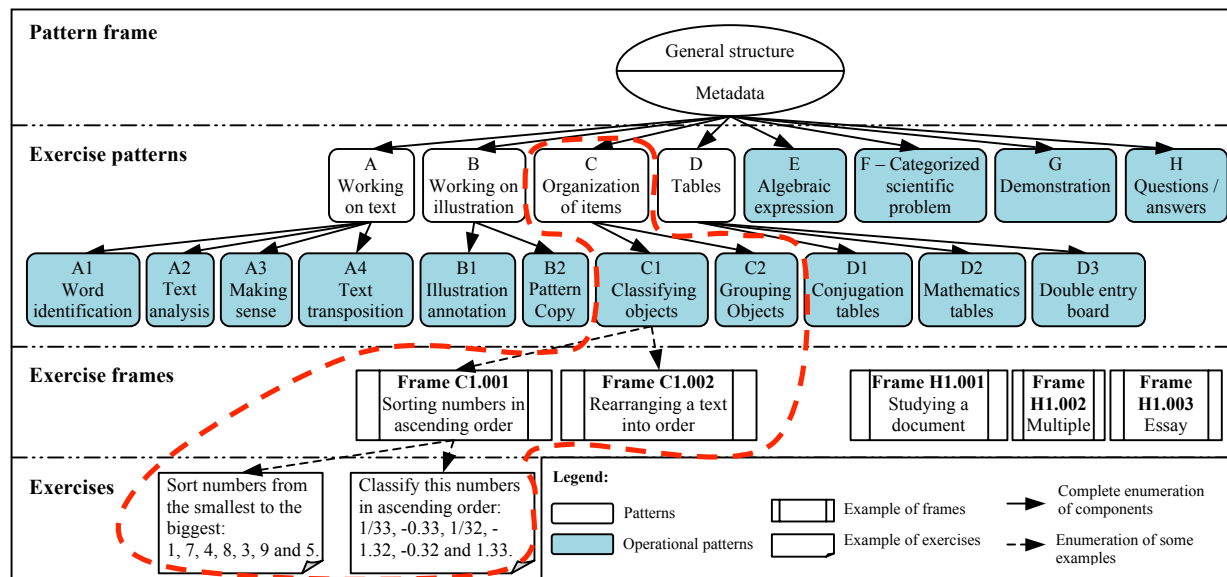 Pattern frame
General structure
Metadata
Exercise patterns
A
Working
on text
B
Working on
illustration
C
Organization
of items
D
Tables
E
Algebraic
expression
F – Categorized
scientific
problem
G
Demonstration
H
Questions /
answers
A1
Word
identification
A2
Text
analysis
A3
Making
sense
A4
Text
transposition
B1
Illustration
annotation
B2
Pattern
Copy
C1
Classifying
objects
C2
Grouping
Objects
D1
Conjugation
tables
D2
Mathematics
tables
D3
Double entry
board
Exercise frames
Frame C1.001
Sorting numbers in
ascending order
Frame C1.002
Rearranging a text
into order
Frame H1.001
Studying a
document
Frame
H1.002
Multiple
Frame
H1.003
Essay
Exercises
Sort numbers from
the smallest to the
biggest:
1, 7, 4, 8, 3, 9 and 5.
Classify this numbers
in ascending order:
1/33, -0.33, 1/32, -
1.32, -0.32 and 1.33.
Legend:
Patterns
Operational patterns
Example of frames
Example of exercises
Complete enumeration
of components
Enumeration of some
examples